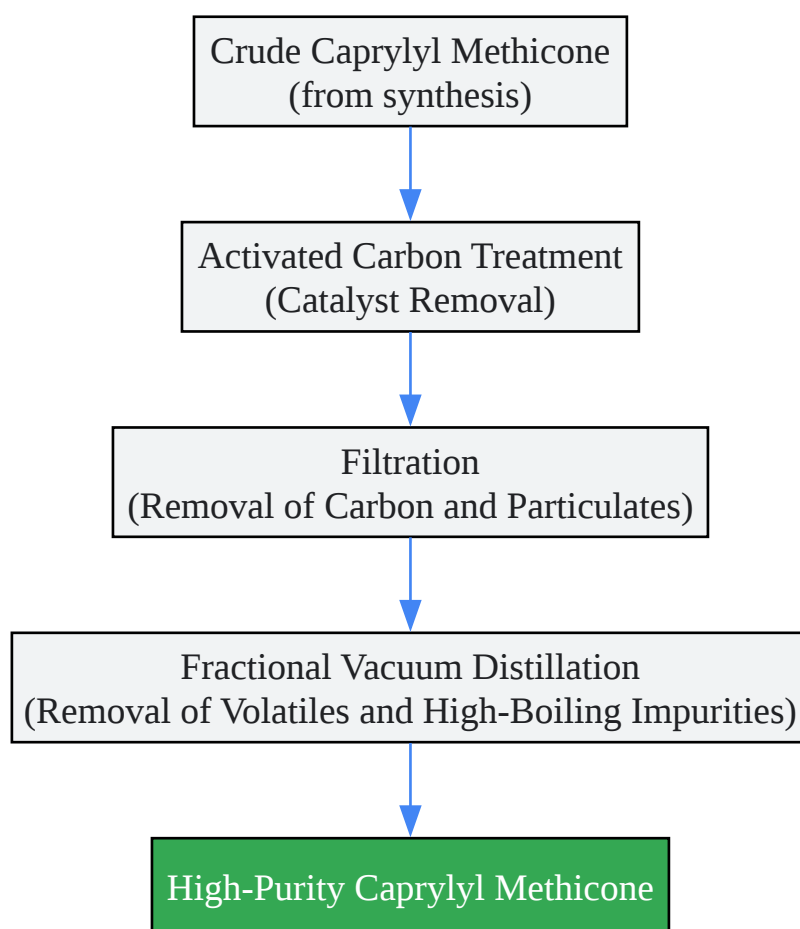 Crude Caprylyl Methicone
(from synthesis)
Activated Carbon Treatment
(Catalyst Removal)
Filtration
(Removal of Carbon and Particulates)
Fractional Vacuum Distillation
(Removal of Volatiles and High-Boiling Impurities)
High-Purity Caprylyl Methicone